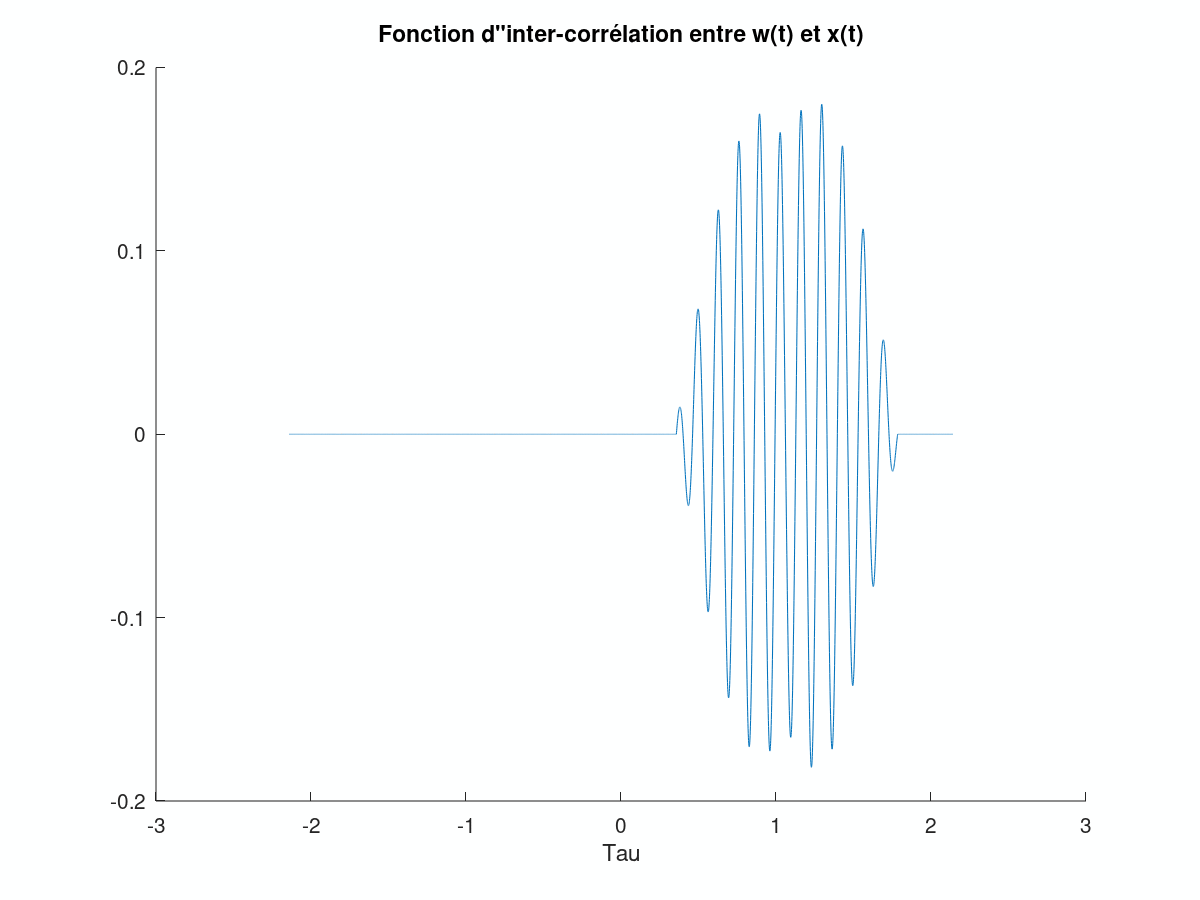 Fonction d"inter-corrélation entre w(t) et x(t)
0.2
0.1
0
-0.1
-0.2
-3 -2 -1 0 1 2 3
Tau